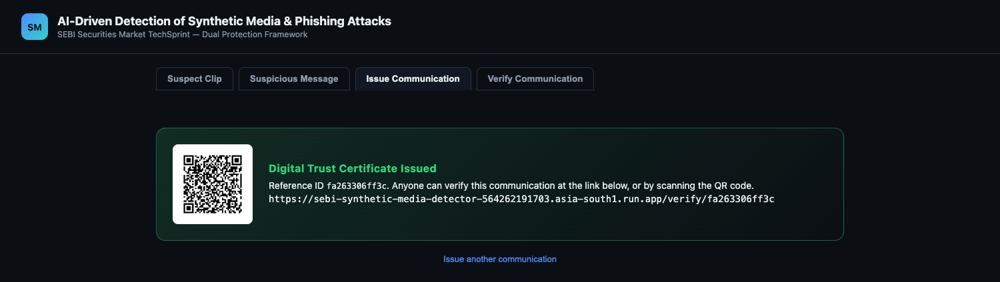 SM
AI-Driven Detection of Synthetic Media & Phishing Attacks
SEBI Securities Market TechSprint — Dual Protection Framework
Suspect Clip
Suspicious Message
Issue Communication
Verify Communication
Digital Trust Certificate Issued
Reference ID fa263306ff3c. Anyone can verify this communication at the link below, or by scanning the QR code.
https://sebi-synthetic-media-detector-564262191703.asia-south1.run.app/verify/fa263306ff3c
Issue another communication